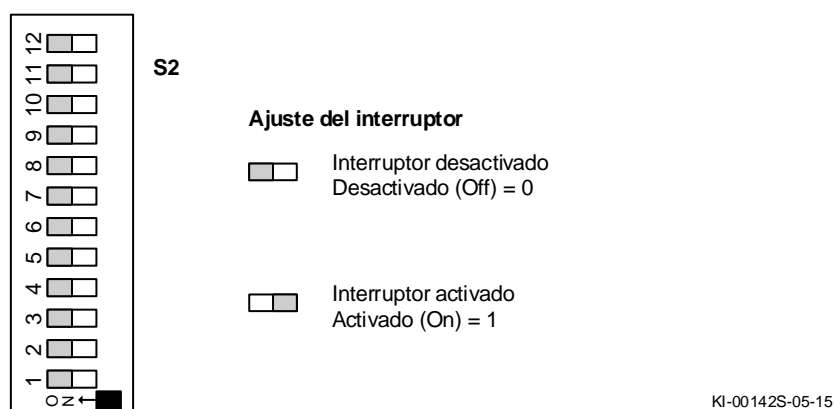 12
11
10
9
8
7
6
5
4
3
2
1
ON
S2
Ajuste del interruptor
Interruptor desactivado
Desactivado (Off) = 0
Interruptor activado
Activado (On) = 1
KI-00142S-05-15